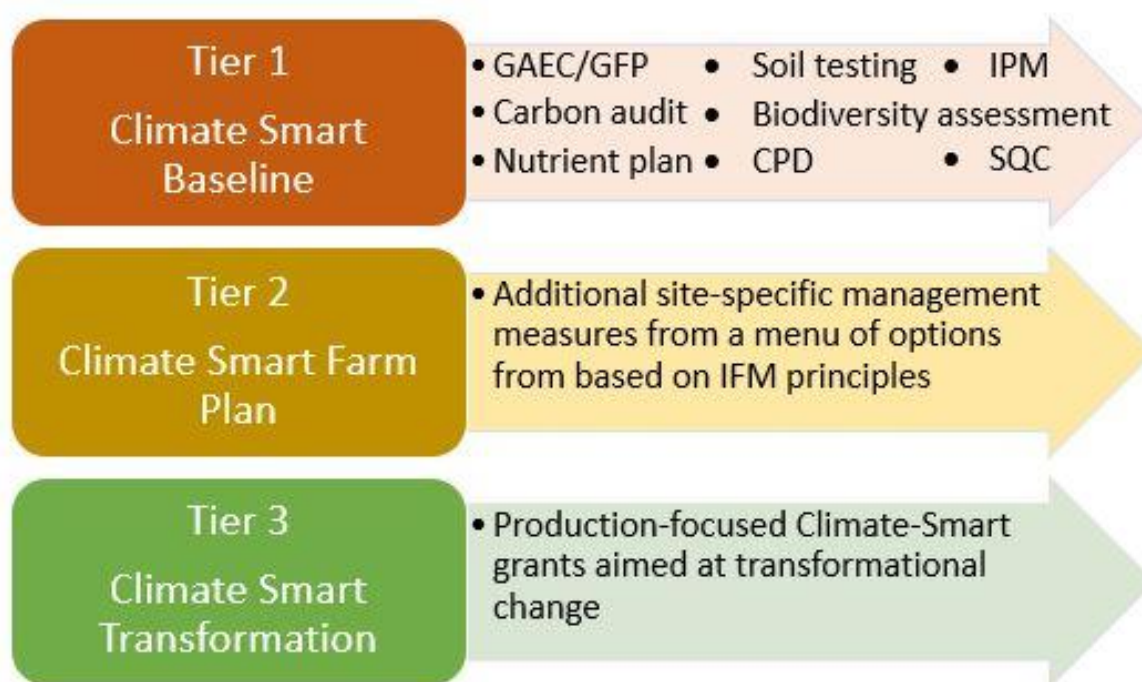 Tier 1
Climate Smart
Baseline
• GAEC/GFP • Soil testing • IPM
• Carbon audit • Biodiversity assessment
• Nutrient plan • CPD • SQC
Tier 2
Climate Smart Farm
Plan
• Additional site-specific management
measures from a menu of options
from based on IFM principles
Tier 3
Climate Smart
Transformation
• Production-focused Climate-Smart
grants aimed at transformational
change